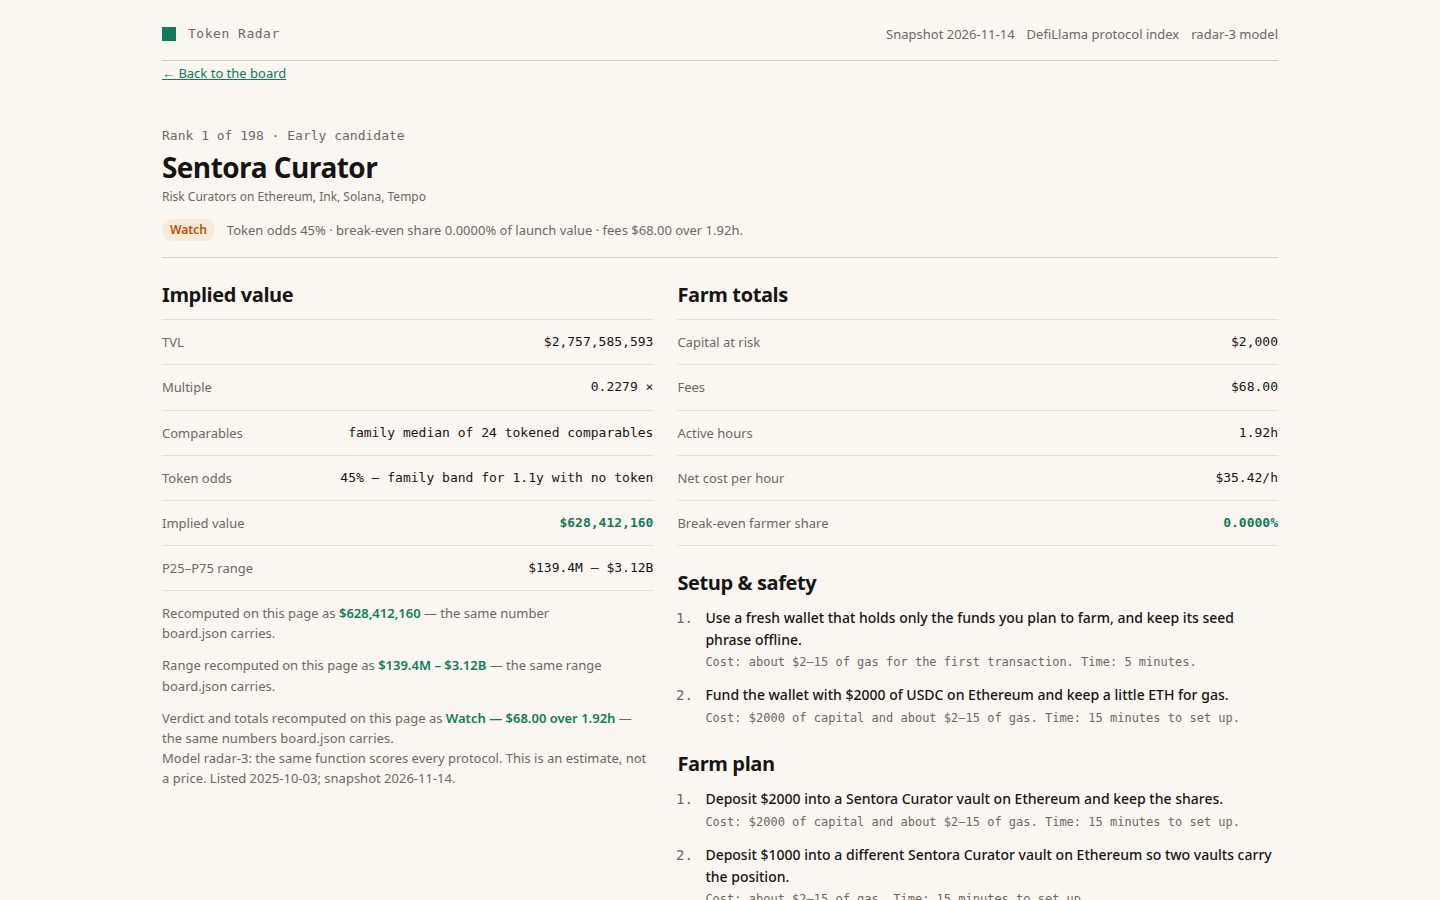 Token Radar
Snapshot 2026-11-14 DefiLlama protocol index radar-3 model
← Back to the board
Rank 1 of 198 · Early candidate
Sentora Curator
Risk Curators on Ethereum, Ink, Solana, Tempo
Watch Token odds 45% · break-even share 0.0000% of launch value · fees $68.00 over 1.92h.
Implied value
TVL $2,757,585,593
Multiple 0.2279 ×
Comparables family median of 24 tokened comparables
Token odds 45% — family band for 1.1y with no token
Implied value $628,412,160
P25–P75 range $139.4M – $3.12B
Recomputed on this page as $628,412,160 — the same number
board.json carries.
Range recomputed on this page as $139.4M – $3.12B — the same range
board.json carries.
Verdict and totals recomputed on this page as Watch — $68.00 over 1.92h —
the same numbers board.json carries.
Model radar-3: the same function scores every protocol. This is an estimate, not
a price. Listed 2025-10-03; snapshot 2026-11-14.
Farm totals
Capital at risk $2,000
Fees $68.00
Active hours 1.92h
Net cost per hour $35.42/h
Break-even farmer share 0.0000%
Setup & safety
1. Use a fresh wallet that holds only the funds you plan to farm, and keep its seed
phrase offline.
Cost: about $2–15 of gas for the first transaction. Time: 5 minutes.
2. Fund the wallet with $2000 of USDC on Ethereum and keep a little ETH for gas.
Cost: $2000 of capital and about $2–15 of gas. Time: 15 minutes to set up.
Farm plan
1. Deposit $2000 into a Sentora Curator vault on Ethereum and keep the shares.
Cost: $2000 of capital and about $2–15 of gas. Time: 15 minutes to set up.
2. Deposit $1000 into a different Sentora Curator vault on Ethereum so two vaults carry
the position.
Cost: about $2–15 of gas. Time: 15 minutes to set up.